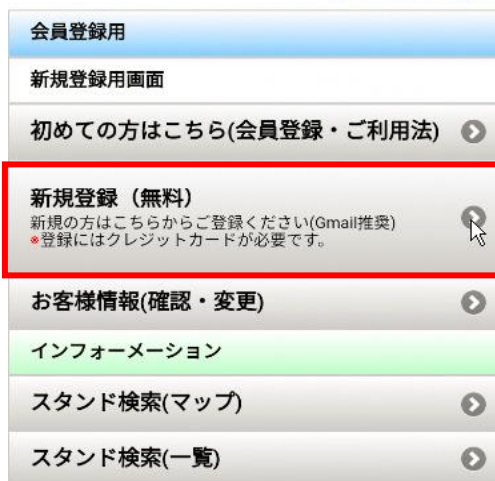 会員登録用
新規登録用画面
初めての方はこちら(会員登録・ご利用法)
新規登録（無料）
新規の方はこちらからご登録ください(Gmail推奨)
※登録にはクレジットカードが必要です。
お客様情報(確認・変更)
インフォーメーション
スタンド検索(マップ)
スタンド検索(一覧)